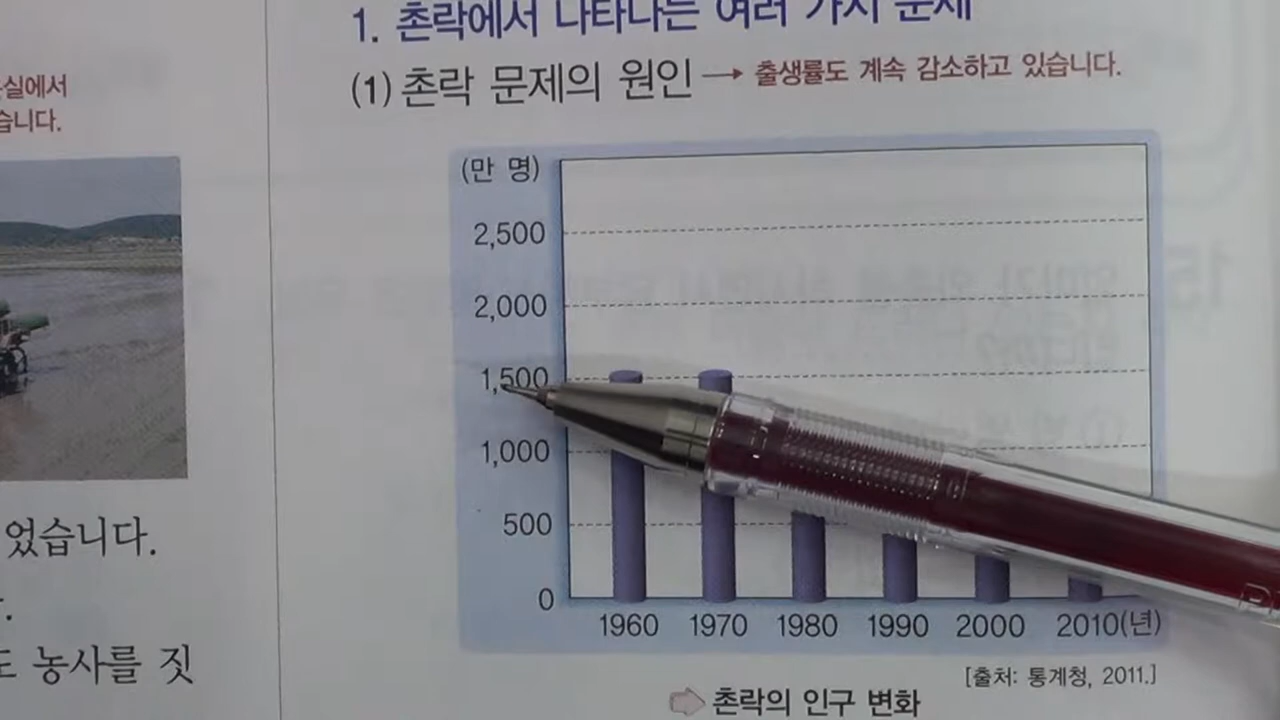 1. 촌락에서 나타나는 여러 가지 문제
(1) 촌락 문제의 원인 → 출생률도 계속 감소하고 있습니다.
실에서
습니다.
(만 명)
2,500
2,000
1,500
1,000
500
0
1960 1970 1980 1990 2000 2010(년)
[출처: 통계청, 2011.]
촌락의 인구 변화
었습니다.
도 농사를 짓